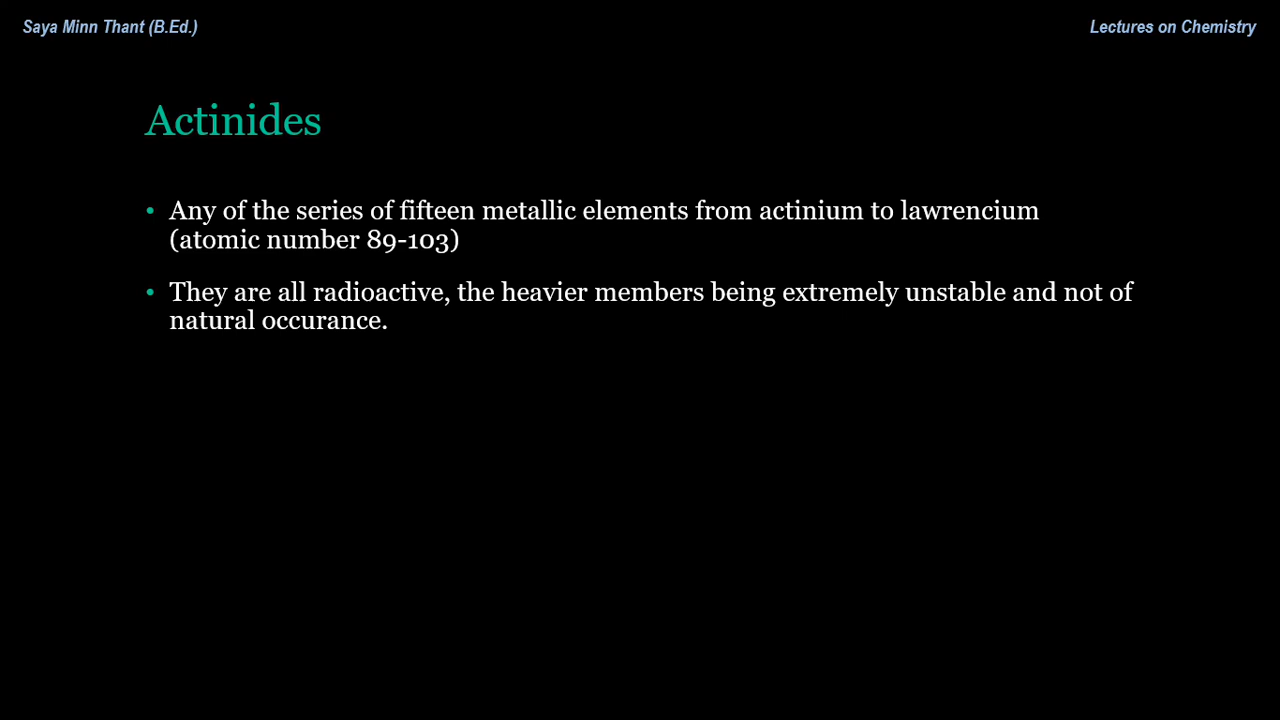 Saya Minn Thant (B.Ed.)
Lectures on Chemistry
Actinides
• Any of the series of fifteen metallic elements from actinium to lawrencium
(atomic number 89-103)
• They are all radioactive, the heavier members being extremely unstable and not of
natural occurance.